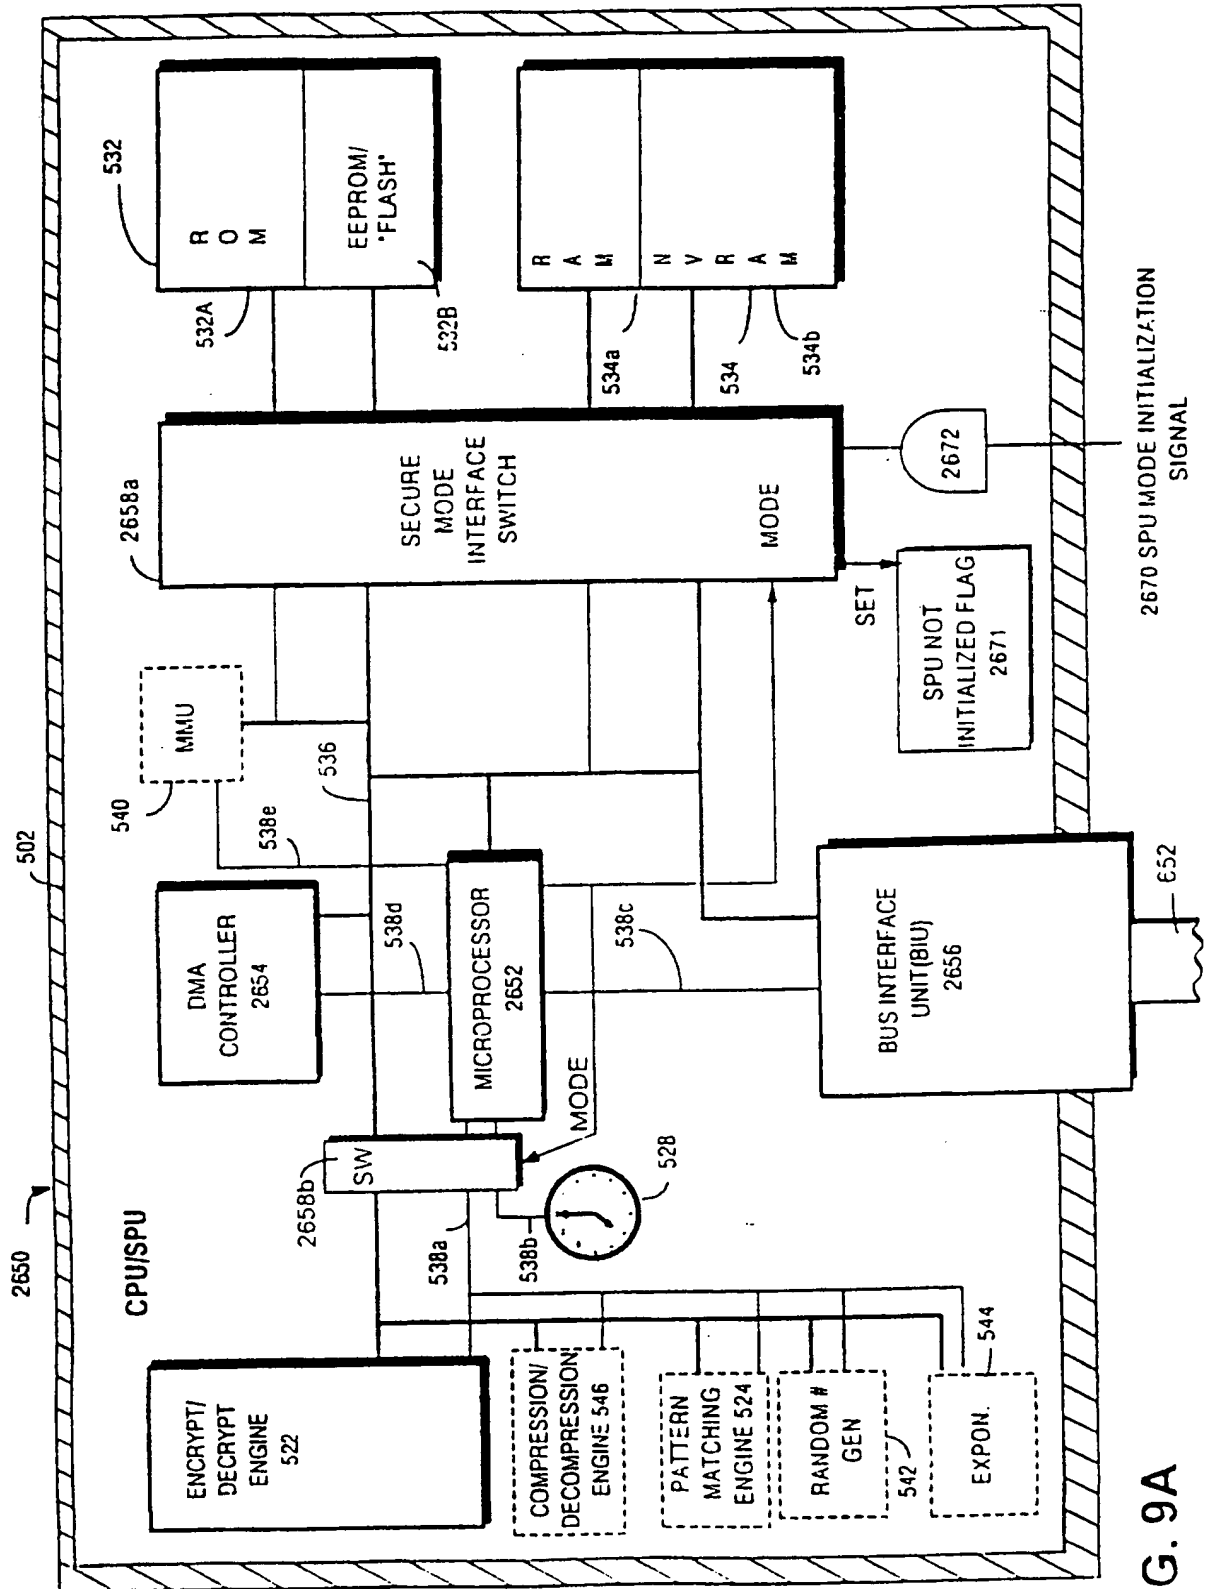 2650
502
CPU/SPU
ENCRYPT/
DECRYPT
ENGINE
522
2658b
SW
538a
538b
528
DMA
CONTROLLER
2654
538d
MICROPROCESSOR
2652
MODE
538c
538e
540
MMU
536
2658a
SECURE
MODE
INTERFACE
SWITCH
MODE
532
532A
ROM
EEPROM/
"FLASH"
532B
RAM
534a
NVRAM
534
534b
COMPRESSION/
DECOMPRESSION
ENGINE 546
PATTERN
MATCHING
ENGINE 524
RANDOM #
GEN
542
EXPON.
544
BUS INTERFACE
UNIT(BIU)
2656
652
SET
SPU NOT
INITIALIZED FLAG
2671
2672
2670 SPU MODE INITIALIZATION
SIGNAL
G. 9A